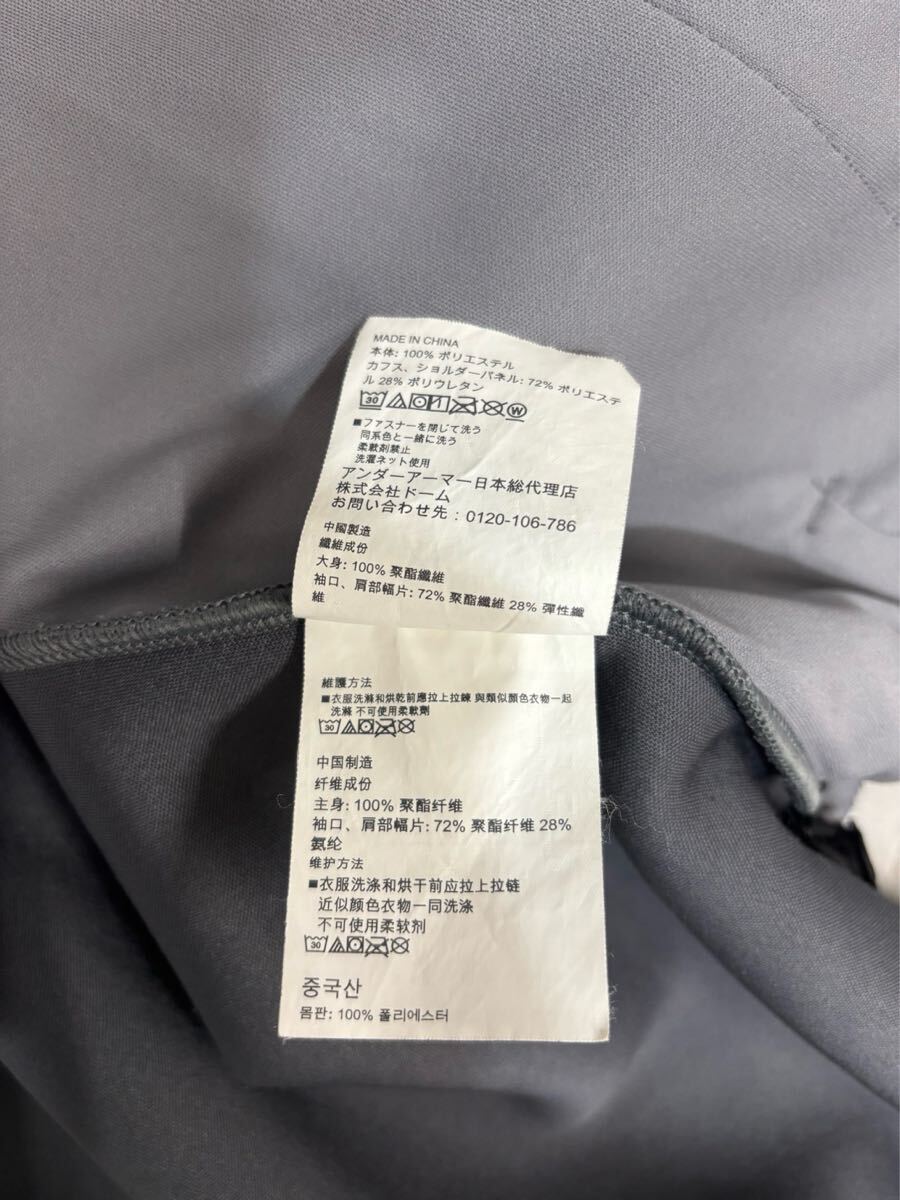 MADE IN CHINA
本体: 100% ポリエステル
カフス、ショルダーパネル: 72% ポリエステ
ル 28% ポリウレタン
30 W
■ファスナーを閉じて洗う
同系色と一緒に洗う
柔軟剤禁止
洗濯ネット使用
アンダーアーマー日本総代理店
株式会社ドーム
お問い合わせ先 : 0120-106-786
中國製造
纖維成份
大身: 100% 聚酯纖維
袖口、肩部幅片: 72% 聚酯纖維 28% 彈性纖
維
維護方法
■衣服洗滌和烘乾前應拉上拉鍊 與類似顏色衣物一起
洗滌 不可使用柔軟劑
30
中国制造
纤维成份
主身: 100% 聚酯纤维
袖口、肩部幅片: 72% 聚酯纤维 28%
氨纶
维护方法
■衣服洗涤和烘干前应拉上拉链
近似颜色衣物一同洗涤
不可使用柔软剂
30
중국산
몸판: 100% 폴리에스터